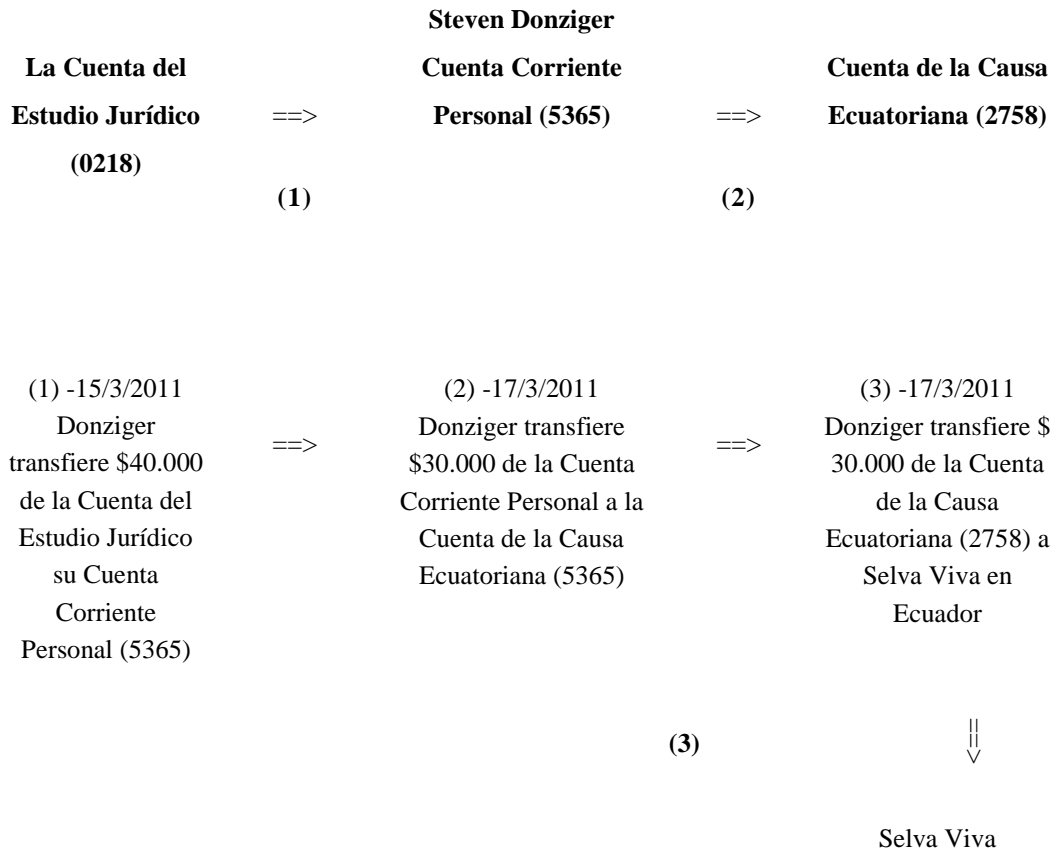 Steven Donziger
La Cuenta del
Estudio Jurídico
(0218)
==>
Cuenta Corriente
Personal (5365)
==>
Cuenta de la Causa
Ecuatoriana (2758)
(1)
(2)
(1) -15/3/2011
Donziger
transfiere $40.000
de la Cuenta del
Estudio Jurídico
su Cuenta
Corriente
Personal (5365)
==>
(2) -17/3/2011
Donziger transfiere
$30.000 de la Cuenta
Corriente Personal a la
Cuenta de la Causa
Ecuatoriana (5365)
==>
(3) -17/3/2011
Donziger transfiere $
30.000 de la Cuenta
de la Causa
Ecuatoriana (2758) a
Selva Viva en
Ecuador
(3)
==>
Selva Viva